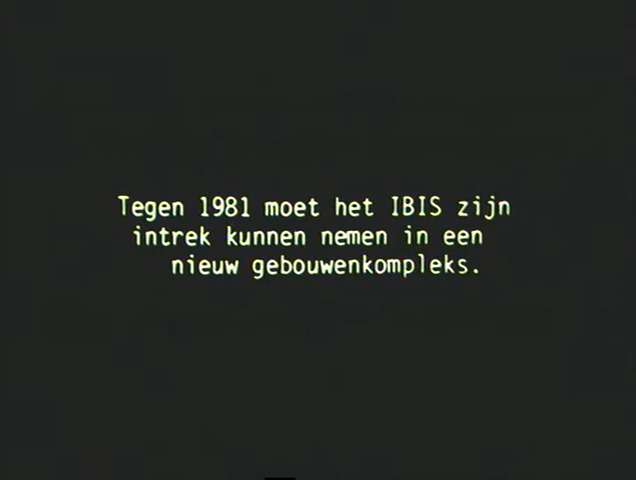 Tegen 1981 moet het IBIS zijn
intrek kunnen nemen in een
nieuw gebouwenkompleks.